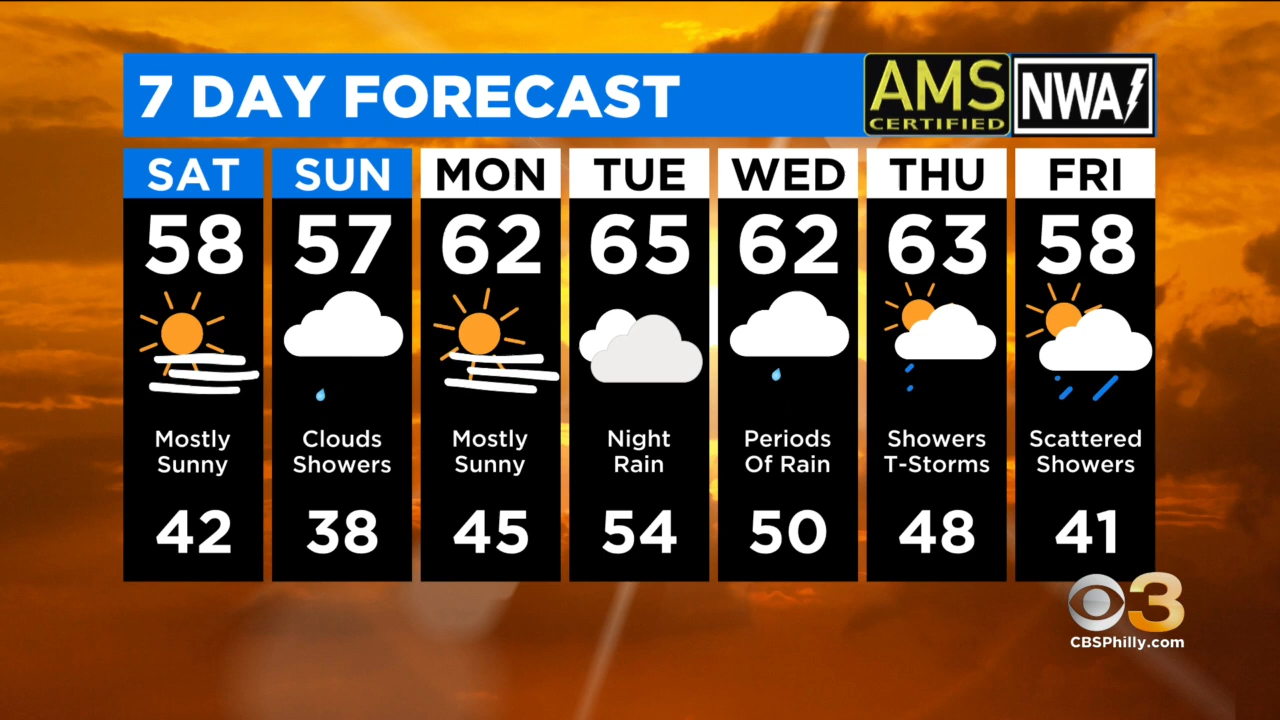 7 DAY FORECAST
AMS
CERTIFIED
NWA
SAT SUN MON TUE WED THU FRI
58 57 62 65 62 63 58
Mostly Clouds Mostly Night Periods Showers Scattered
Sunny Showers Sunny Rain Of Rain T-Storms Showers
42 38 45 54 50 48 41
3
CBSPhilly.com